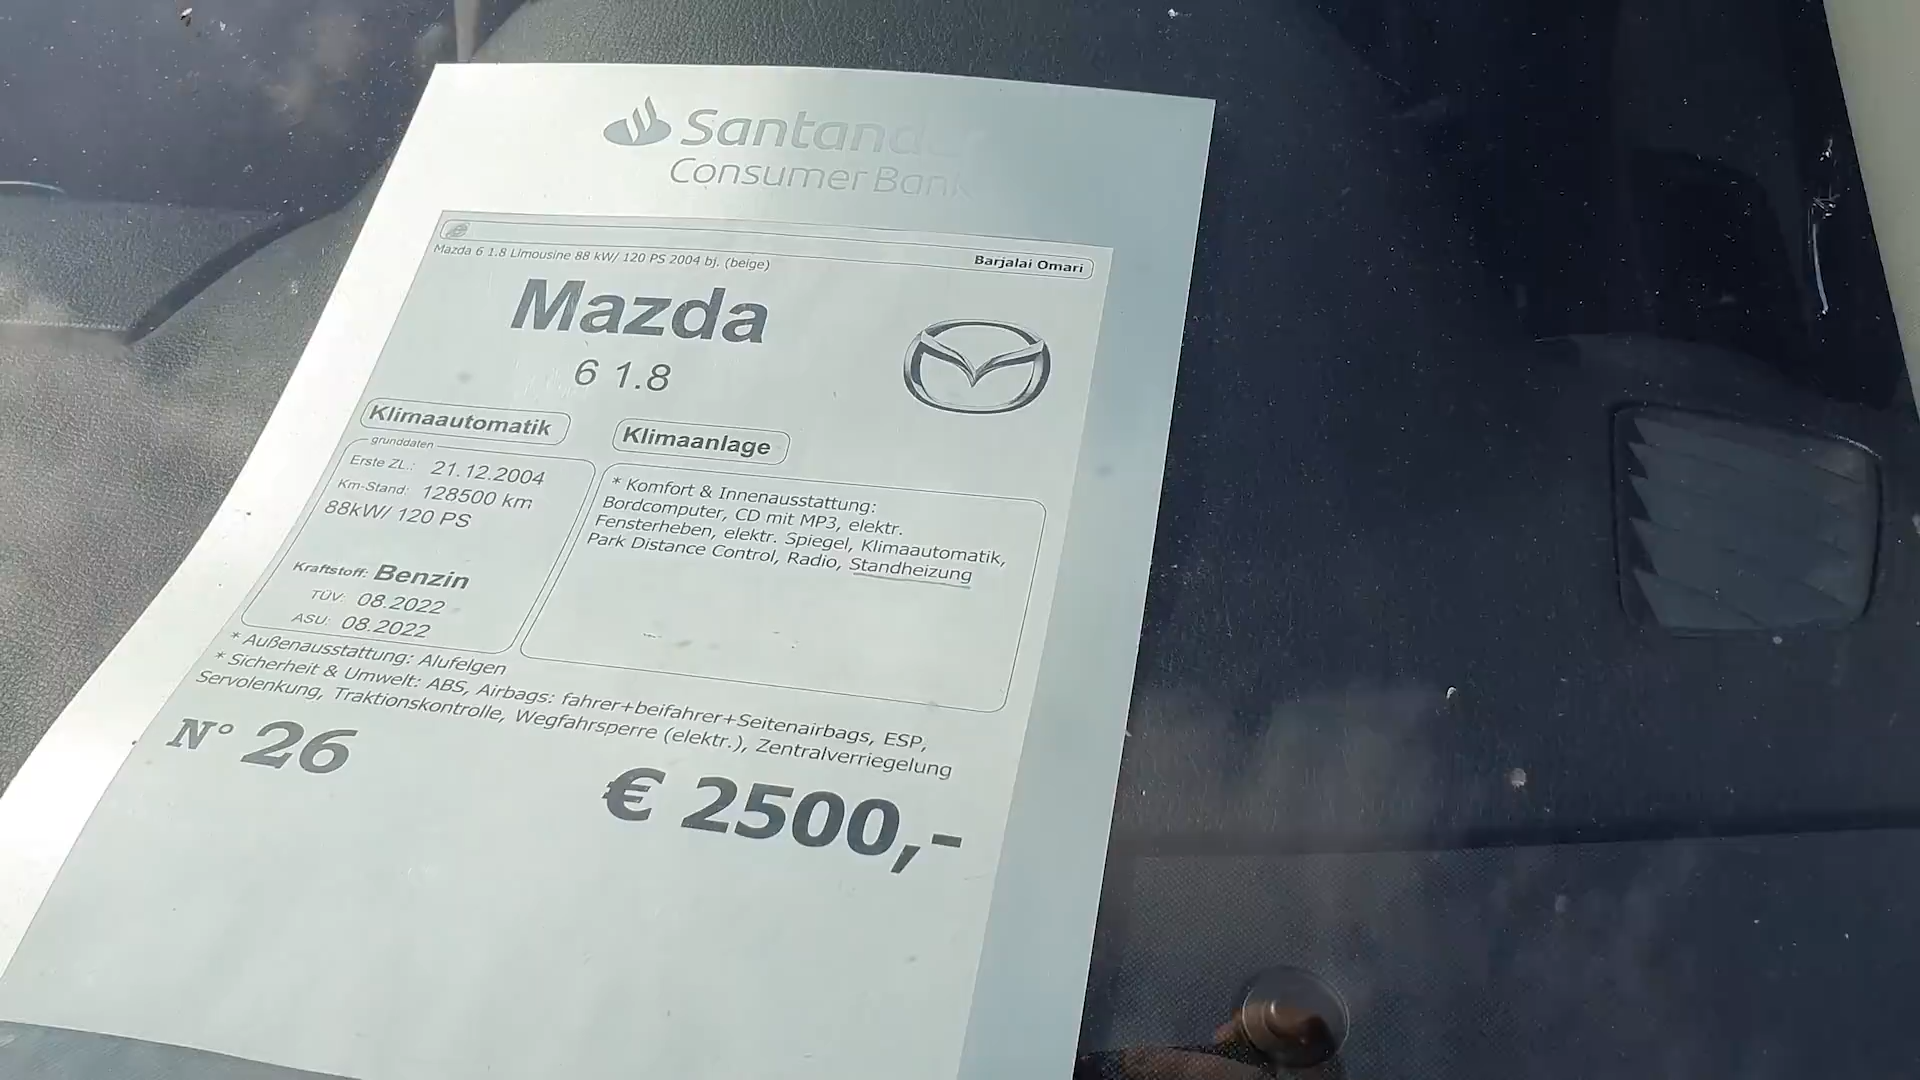 Santander
Consumer Bank
Mazda 6 1.8 Limousine 88 kW/ 120 PS 2004 bj. (beige)
Barjalai Omari
Mazda
6 1.8
Klimaautomatik
Klimaanlage
grunddaten
Erste ZL.: 21.12.2004
Km-Stand: 128500 km
88kW/ 120 PS
Kraftstoff: Benzin
TÜV: 08.2022
ASU: 08.2022
* Komfort & Innenausstattung:
Bordcomputer, CD mit MP3, elektr.
Fensterheben, elektr. Spiegel, Klimaautomatik,
Park Distance Control, Radio, Standheizung
* Außenausstattung: Alufelgen
* Sicherheit & Umwelt: ABS, Airbags: fahrer+beifahrer+Seitenairbags, ESP,
Servolenkung, Traktionskontrolle, Wegfahrsperre (elektr.), Zentralverriegelung
N° 26
€ 2500,-